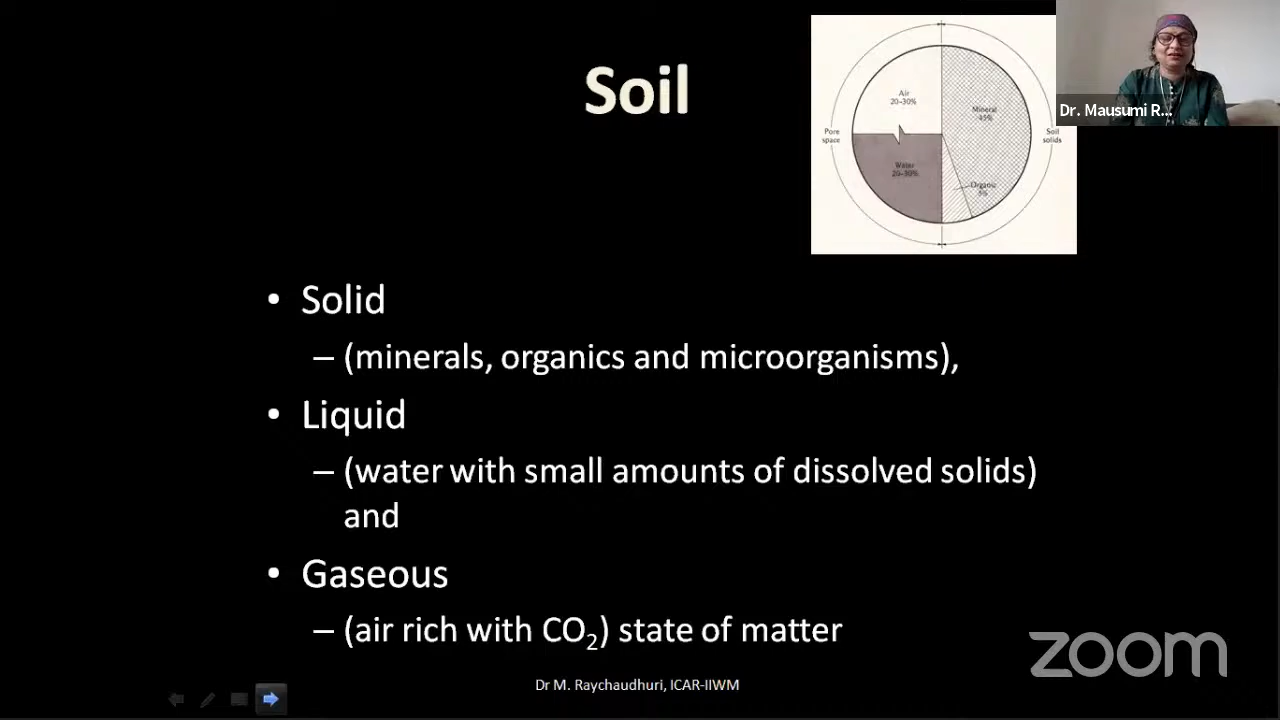 Soil
Air
20-30%
Mineral
45%
Pore
space
Soil
solids
Water
20-30%
Organic
5%
Dr. Mausumi R...
• Solid
– (minerals, organics and microorganisms),
• Liquid
– (water with small amounts of dissolved solids)
and
• Gaseous
– (air rich with CO₂) state of matter
zoom
Dr M. Raychaudhuri, ICAR-IIWM